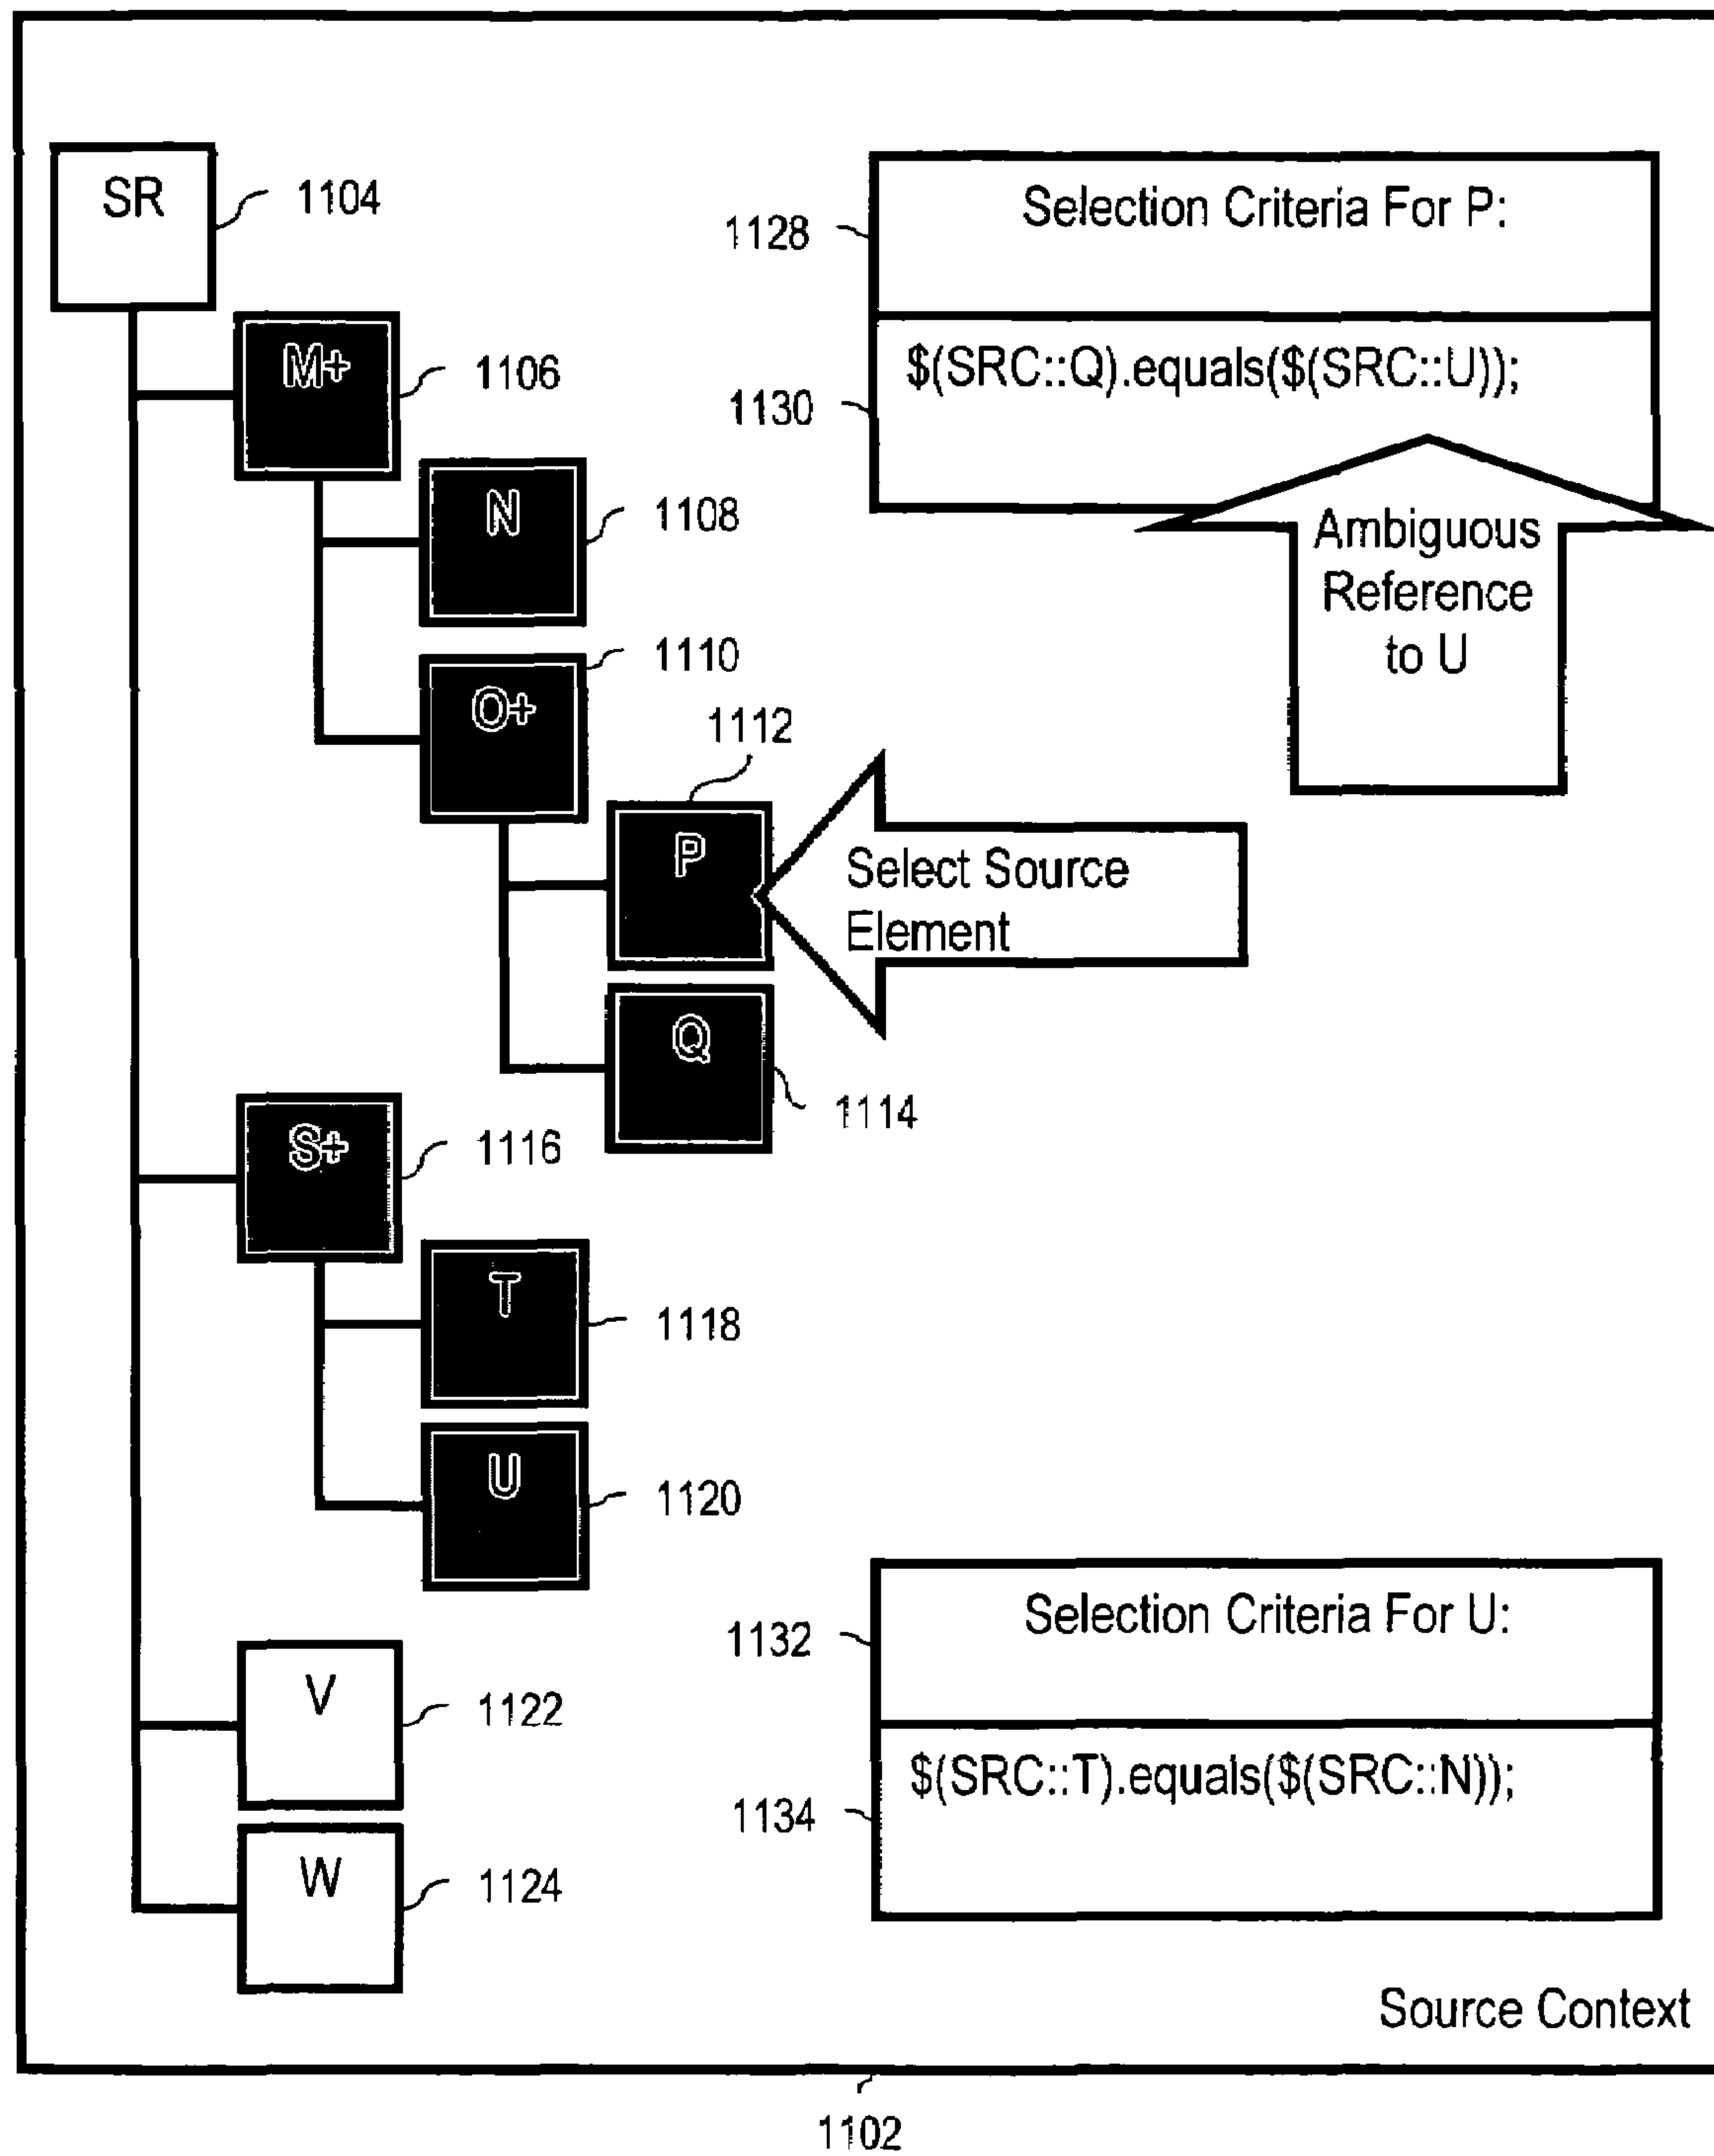 SR
1104
Selection Criteria For P:
1128
M+
1106
$(SRC::Q).equals($(SRC::U));
1130
N
1108
Ambiguous
Reference
to U
O+
1110
1112
P
Select Source
Element
Q
1114
S+
1116
T
1118
U
1120
Selection Criteria For U:
1132
V
1122
$(SRC::T).equals($(SRC::N));
1134
W
1124
Source Context
1102